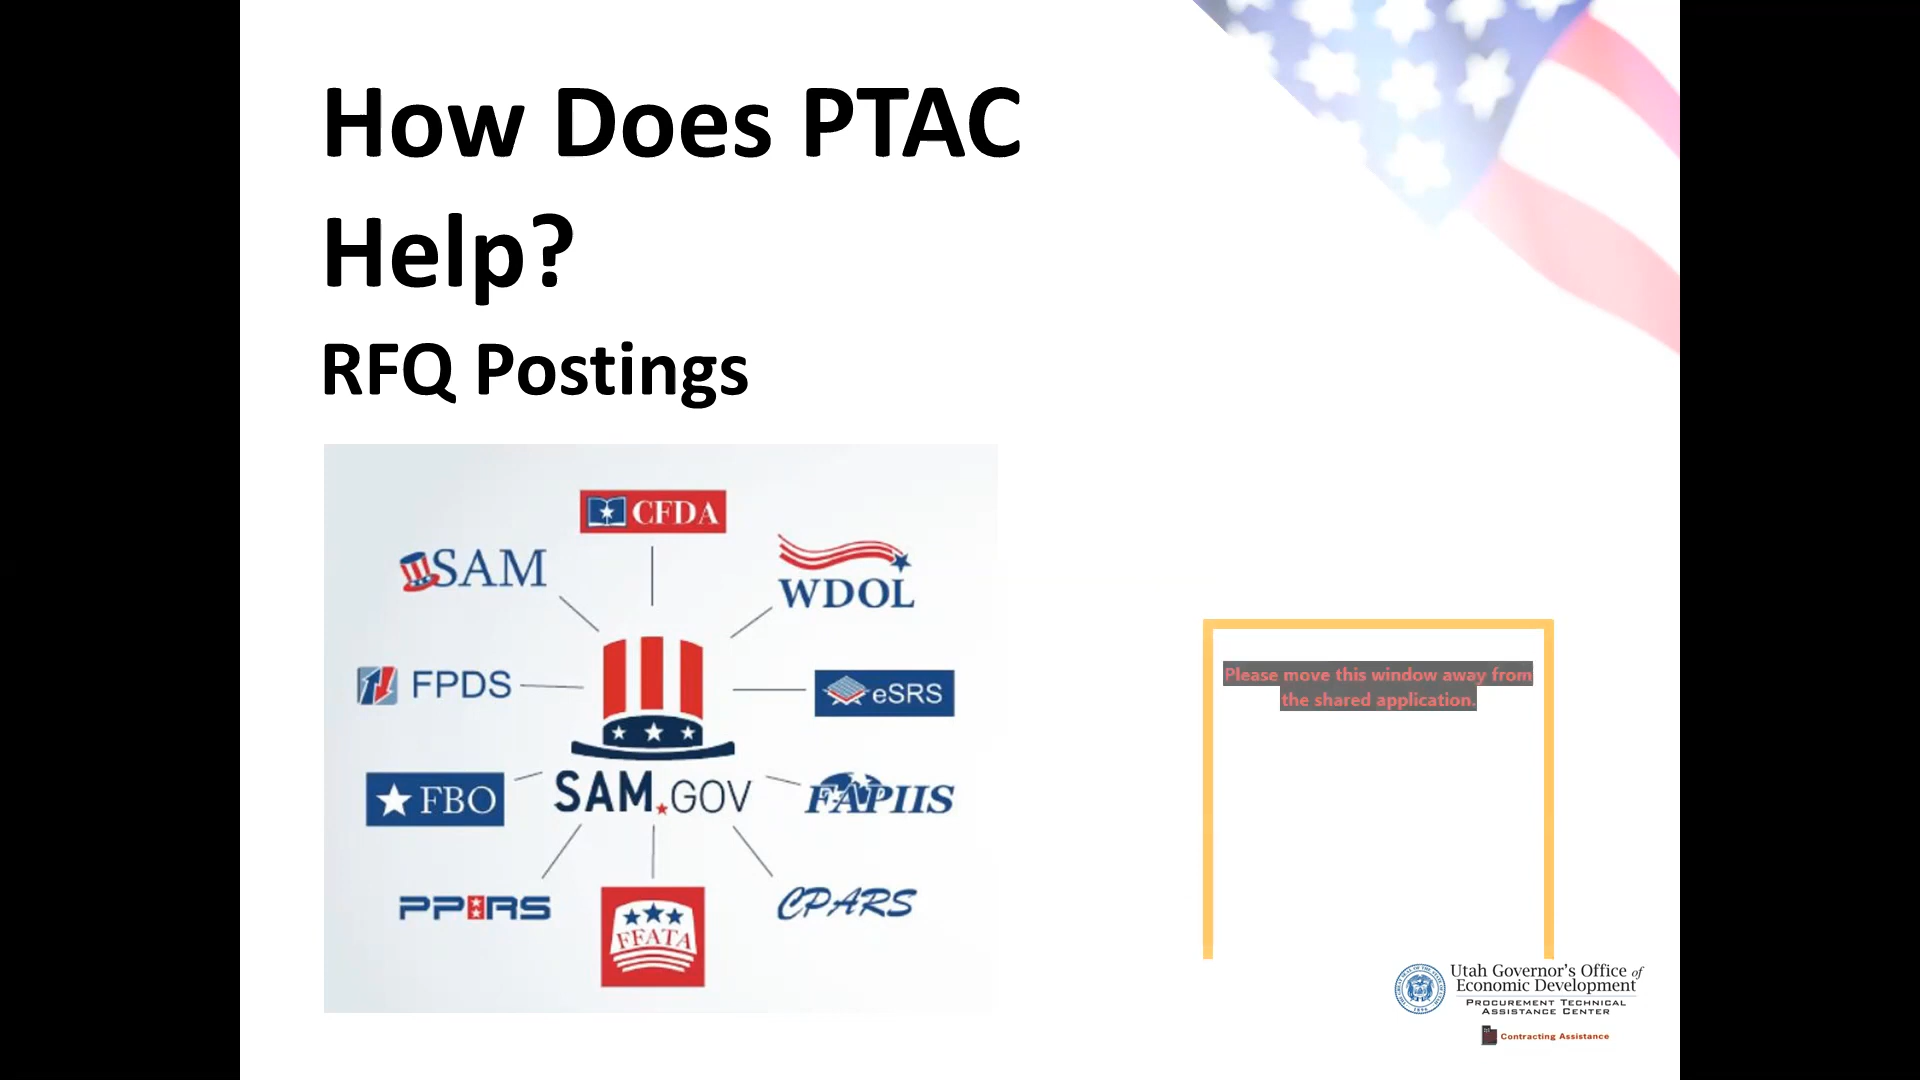 How Does PTAC
Help?
RFQ Postings
CFDA
SAM
WDOL
FPDS
eSRS
FBO
SAM.GOV
FAPIIS
PPIRS
FFATA
CPARS
Please move this window away from
the shared application.
Utah Governor's Office of
Economic Development
PROCUREMENT TECHNICAL
ASSISTANCE CENTER
Contracting Assistance